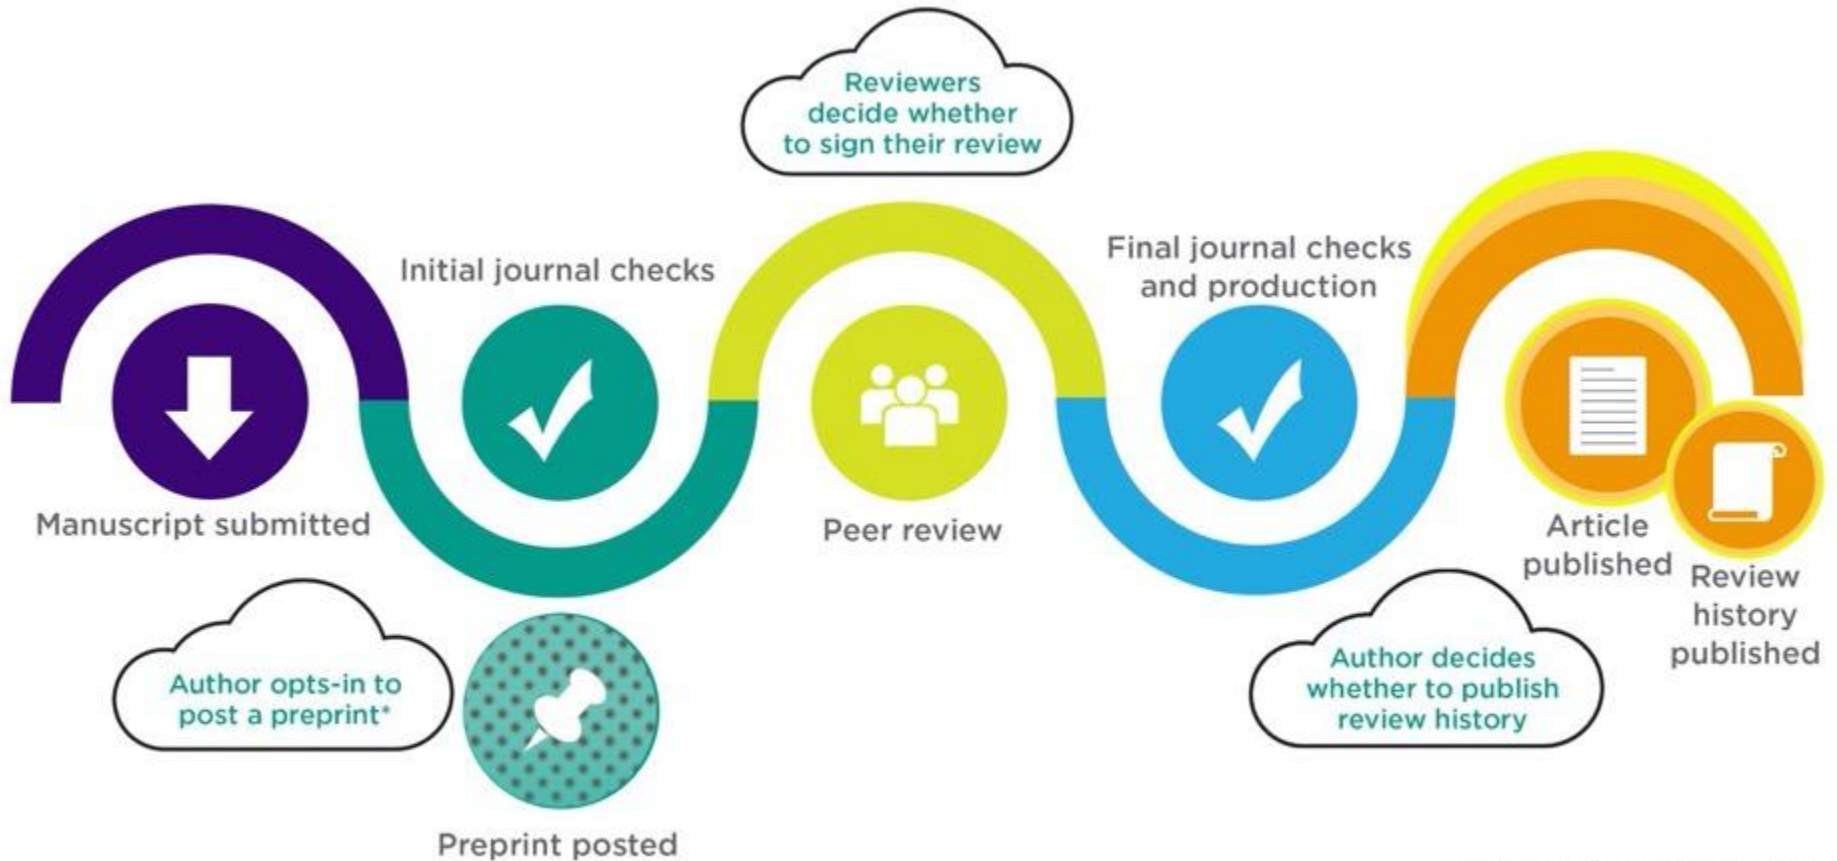 Reviewers
decide whether
to sign their review
Initial journal checks
Final journal checks
and production
Manuscript submitted
Peer review
Article
published
Review
history
published
Author opts-in to
post a preprint*
Author decides
whether to publish
review history
Preprint posted